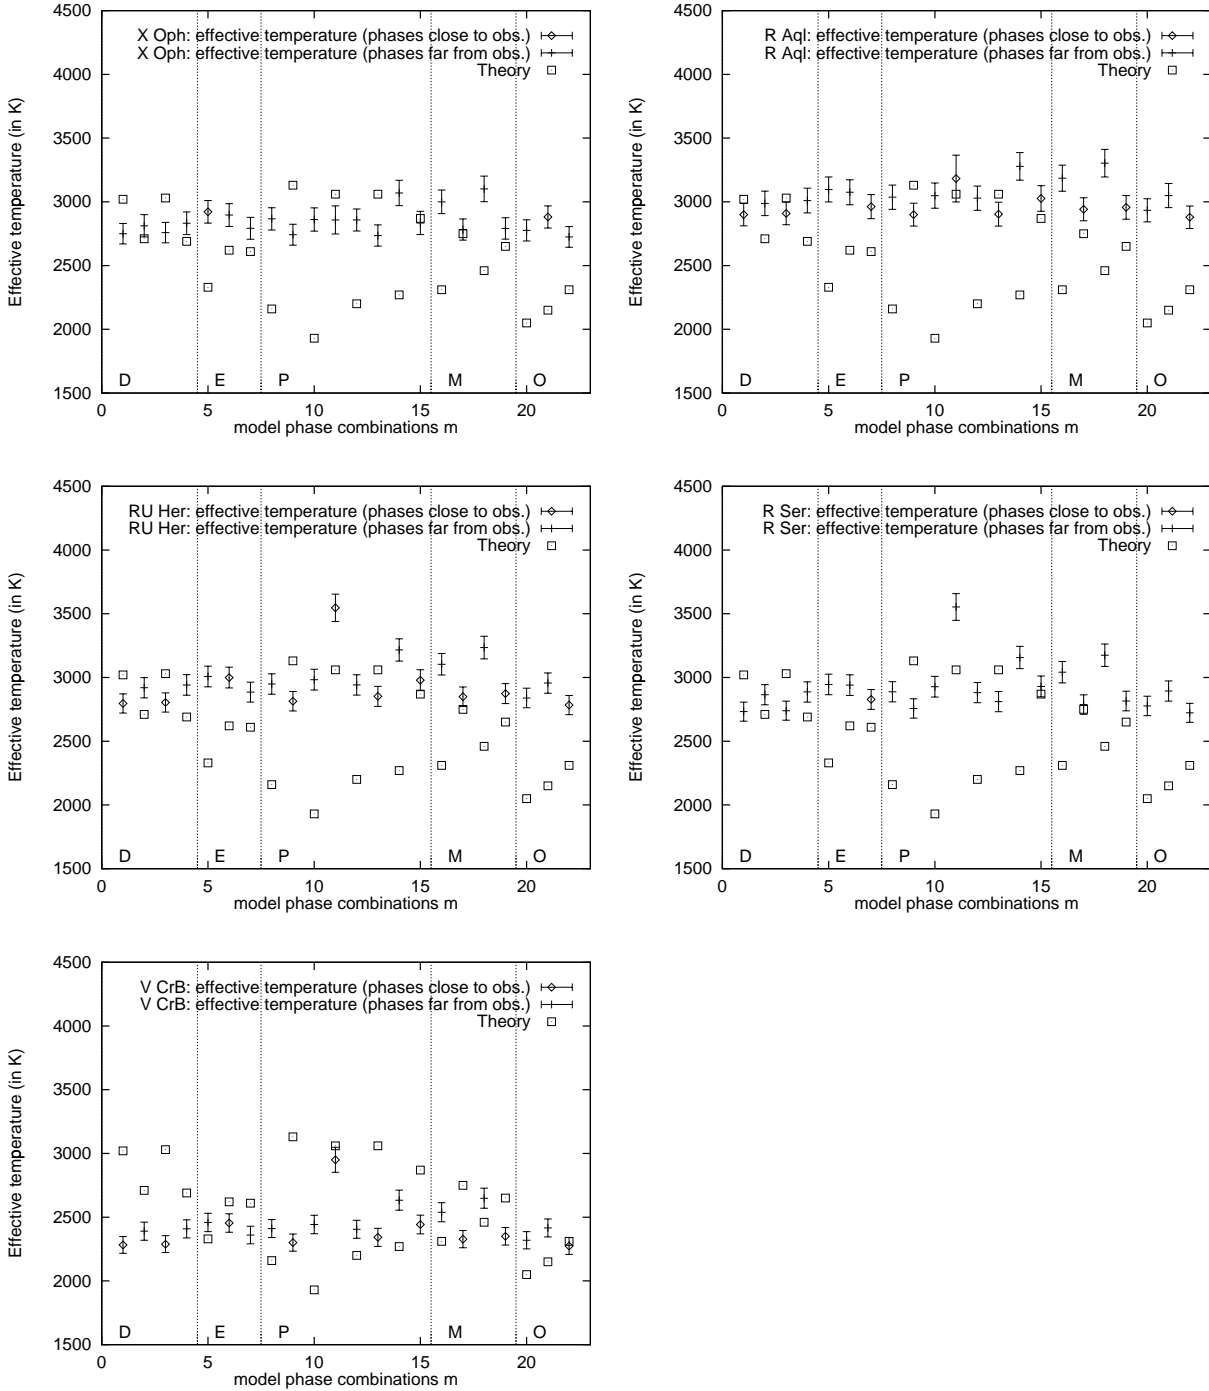 4500
X Oph: effective temperature (phases close to obs.)
X Oph: effective temperature (phases far from obs.)
Theory
4000
3500
3000
2500
2000
1500
Effective temperature (in K)
D E P M O
0 5 10 15 20
model phase combinations m
4500
R Aql: effective temperature (phases close to obs.)
R Aql: effective temperature (phases far from obs.)
Theory
4000
3500
3000
2500
2000
1500
Effective temperature (in K)
D E P M O
0 5 10 15 20
model phase combinations m
4500
RU Her: effective temperature (phases close to obs.)
RU Her: effective temperature (phases far from obs.)
Theory
4000
3500
3000
2500
2000
1500
Effective temperature (in K)
D E P M O
0 5 10 15 20
model phase combinations m
4500
R Ser: effective temperature (phases close to obs.)
R Ser: effective temperature (phases far from obs.)
Theory
4000
3500
3000
2500
2000
1500
Effective temperature (in K)
D E P M O
0 5 10 15 20
model phase combinations m
4500
V CrB: effective temperature (phases close to obs.)
V CrB: effective temperature (phases far from obs.)
Theory
4000
3500
3000
2500
2000
1500
Effective temperature (in K)
D E P M O
0 5 10 15 20
model phase combinations m